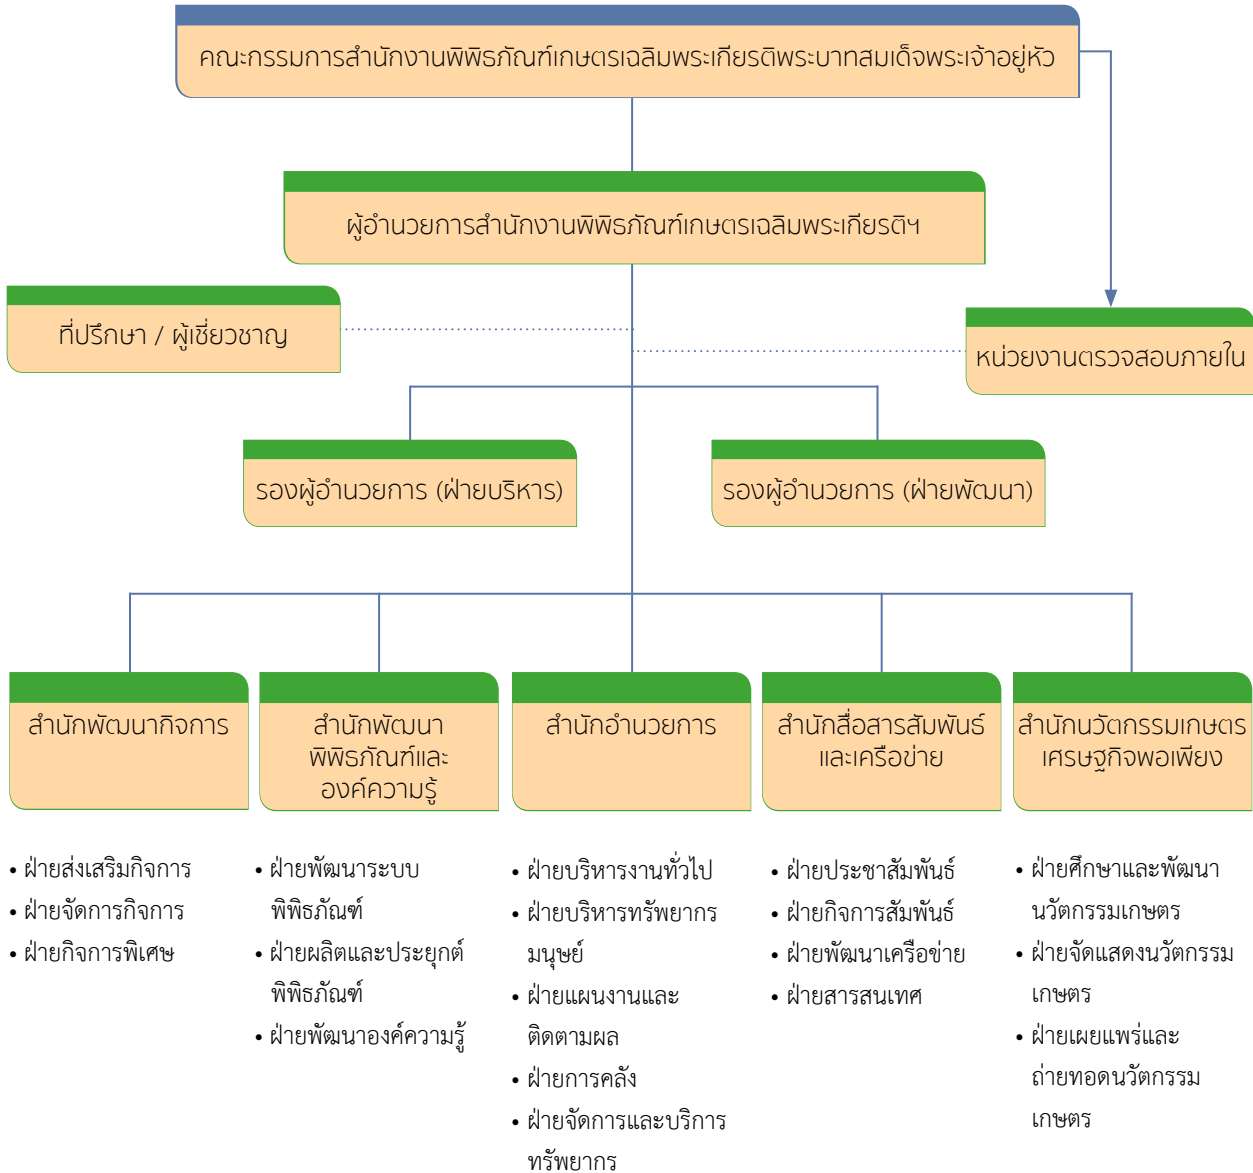 คณะกรรมการสำนักงานพิพิธภัณฑ์เกษตรเฉลิมพระเกียรติพระบาทสมเด็จพระเจ้าอยู่หัว
ผู้อำนวยการสำนักงานพิพิธภัณฑ์เกษตรเฉลิมพระเกียรติฯ
ที่ปรึกษา / ผู้เชี่ยวชาญ
หน่วยงานตรวจสอบภายใน
รองผู้อำนวยการ (ฝ่ายบริหาร)
รองผู้อำนวยการ (ฝ่ายพัฒนา)
สำนักพัฒนากิจการ
สำนักพัฒนา
พิพิธภัณฑ์และ
องค์ความรู้
สำนักอำนวยการ
สำนักสื่อสารสัมพันธ์
และเครือข่าย
สำนักนวัตกรรมเกษตร
เศรษฐกิจพอเพียง
• ฝ่ายส่งเสริมกิจการ
• ฝ่ายจัดการกิจการ
• ฝ่ายกิจการพิเศษ
• ฝ่ายพัฒนาระบบ
พิพิธภัณฑ์
• ฝ่ายผลิตและประยุกต์
พิพิธภัณฑ์
• ฝ่ายพัฒนาองค์ความรู้
• ฝ่ายบริหารงานทั่วไป
• ฝ่ายบริหารทรัพยากร
มนุษย์
• ฝ่ายแผนงานและ
ติดตามผล
• ฝ่ายการคลัง
• ฝ่ายจัดการและบริการ
ทรัพยากร
• ฝ่ายประชาสัมพันธ์
• ฝ่ายกิจการสัมพันธ์
• ฝ่ายพัฒนาเครือข่าย
• ฝ่ายสารสนเทศ
• ฝ่ายศึกษาและพัฒนา
นวัตกรรมเกษตร
• ฝ่ายจัดแสดงนวัตกรรม
เกษตร
• ฝ่ายเผยแพร่และ
ถ่ายทอดนวัตกรรม
เกษตร